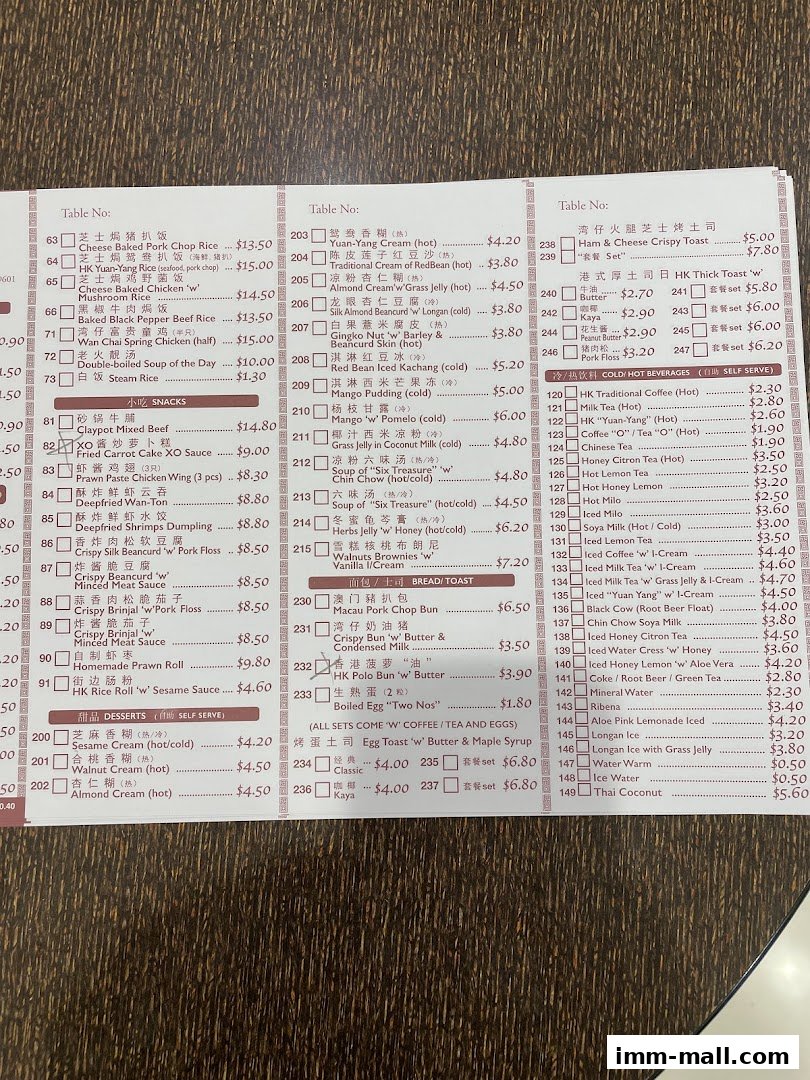 0601
0.90
1.50
.50
0.90
4.50
2.50
.80
.50
.50
.00
.00
.50
0.40
Table No:
63 芝士焗豬扒饭
Cheese Baked Pork Chop Rice ... $13.50
64 芝士焗鸳鸯扒饭 (海鲜, 猪扒)
HK Yuan-Yang Rice (seafood, pork chop) ... $15.00
65 芝士焗鸡野菌饭
Cheese Baked Chicken 'w'
Mushroom Rice ... $14.50
66 黑椒牛肉焗饭
Baked Black Pepper Beef Rice ... $13.50
71 湾仔富贵童鸡 (半只)
Wan Chai Spring Chicken (half) ... $15.00
72 老火靓汤
Double-boiled Soup of the Day ... $10.00
73 白饭 Steam Rice ... $1.30
小吃 SNACKS
81 砂锅牛腩
Claypot Mixed Beef ... $14.80
82 XO酱炒萝卜糕
Fried Carrot Cake XO Sauce ... $9.00
83 虾酱鸡翅 (3只)
Prawn Paste Chicken Wing (3 pcs) .. $8.30
84 酥炸鲜虾云吞
Deepfried Wan-Ton ... $8.80
85 酥炸鲜虾水饺
Deepfried Shrimps Dumpling ... $8.80
86 香炸肉松软豆腐
Crispy Silk Beancurd 'w' Pork Floss .. $8.50
87 炸酱脆豆腐
Crispy Beancurd 'w'
Minced Meat Sauce ... $8.50
88 蒜香肉松脆茄子
Crispy Brinjal 'w'Pork Floss ... $8.50
89 炸酱脆茄子
Crispy Brinjal 'w'
Minced Meat Sauce ... $8.50
90 自制虾枣
Homemade Prawn Roll ... $9.80
91 街边肠粉
HK Rice Roll 'w' Sesame Sauce ... $4.60
甜品 DESSERTS (自助 SELF SERVE)
200 芝麻香糊 (热/冷)
Sesame Cream (hot/cold) ... $4.20
201 合桃香糊 (热)
Walnut Cream (hot) ... $4.50
202 杏仁糊 (热)
Almond Cream (hot) ... $4.50
Table No:
203 鸳鸯香糊 (热)
Yuan-Yang Cream (hot) ... $4.20
204 陈皮莲子红豆沙 (热)
Traditional Cream of RedBean (hot) .. $3.80
205 凉粉杏仁糊 (热)
Almond Cream'w'Grass Jelly (hot) ... $4.50
206 龙眼杏仁豆腐 (冷)
Silk Almond Beancurd 'w' Longan (cold) ... $3.80
207 白果薏米腐皮 (热)
Gingko Nut 'w' Barley &
Beancurd Skin (hot) ... $3.80
208 淇淋红豆冰 (冷)
Red Bean Iced Kachang (cold) ... $5.20
209 淇淋西米芒果冻 (冷)
Mango Pudding (cold) ... $5.00
210 杨枝甘露 (冷)
Mango 'w' Pomelo (cold) ... $6.00
211 椰汁西米凉粉 (冷)
Grass Jelly in Coconut Milk (cold) ... $4.80
212 凉粉六味汤 (热/冷)
Soup of "Six Treasure" 'w'
Chin Chow (hot/cold) ... $4.80
213 六味汤 (热/冷)
Soup of "Six Treasure" (hot/cold) ... $4.50
214 冬蜜龟苓膏 (热/冷)
Herbs Jelly 'w' Honey (hot/cold) ... $6.20
215 雪糕核桃布朗尼
Walnuts Brownies 'w'
Vanilla I/Cream ... $7.20
面包 / 土司 BREAD/ TOAST
230 澳门豬扒包
Macau Pork Chop Bun ... $6.50
231 湾仔奶油猪
Crispy Bun 'w' Butter &
Condensed Milk ... $3.50
232 香港菠萝 "油"
HK Polo Bun 'w' Butter ... $3.90
233 生熟蛋 (2粒)
Boiled Egg "Two Nos" ... $1.80
(ALL SETS COME 'W' COFFEE / TEA AND EGGS)
烤蛋土司 Egg Toast 'w' Butter & Maple Syrup
234 经典 Classic ... $4.00 235 套餐set $6.80
236 咖椰 Kaya ... $4.00 237 套餐set $6.80
Table No:
湾仔火腿芝士烤土司
238 Ham & Cheese Crispy Toast ... $5.00
239 "套餐 Set" ... $7.80
港式厚土司日 HK Thick Toast 'w'
240 牛油 Butter ... $2.70 241 套餐set $5.80
242 咖椰 Kaya ... $2.90 243 套餐set $6.00
244 花生酱 Peanut Butter ... $2.90 245 套餐set $6.00
246 猪肉松 Pork Floss ... $3.20 247 套餐set $6.20
冷/热饮料 COLD/HOT BEVERAGES (自助 SELF SERVE)
120 HK Traditional Coffee (Hot) ... $2.30
121 Milk Tea (Hot) ... $2.80
122 HK "Yuan-Yang" (Hot) ... $2.60
123 Coffee "O" / Tea "O" (Hot) ... $1.90
124 Chinese Tea ... $1.90
125 Honey Citron Tea (Hot) ... $3.50
126 Hot Lemon Tea ... $2.50
127 Hot Honey Lemon ... $3.20
128 Hot Milo ... $2.50
129 Iced Milo ... $3.60
130 Soya Milk (Hot / Cold) ... $3.00
131 Iced Lemon Tea ... $3.50
132 Iced Coffee 'w' I-Cream ... $4.40
133 Iced Milk Tea 'w' I-Cream ... $4.60
134 Iced Milk Tea 'w' Grass Jelly & I-Cream .. $4.70
135 Iced "Yuan Yang" w' I-Cream ... $4.50
136 Black Cow (Root Beer Float) ... $4.00
137 Chin Chow Soya Milk ... $3.80
138 Iced Honey Citron Tea ... $4.50
139 Iced Water Cress 'w' Honey ... $3.60
140 Iced Honey Lemon 'w' Aloe Vera ... $4.20
141 Coke / Root Beer / Green Tea ... $2.80
142 Mineral Water ... $2.30
143 Ribena ... $3.40
144 Aloe Pink Lemonade Iced ... $4.20
145 Longan Ice ... $3.20
146 Longan Ice with Grass Jelly ... $3.80
147 Water Warm ... $0.50
148 Ice Water ... $0.50
149 Thai Coconut ... $5.60
imm-mall.com